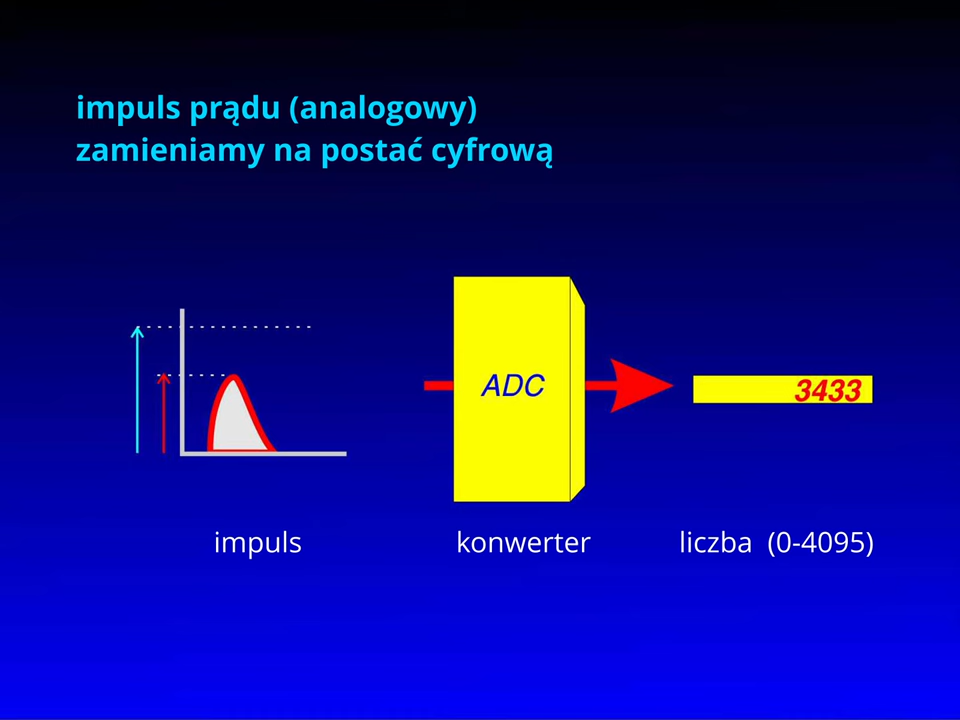 impuls prądu (analogowy)
zamieniamy na postać cyfrową
ADC
3433
impuls
konwerter
liczba (0-4095)